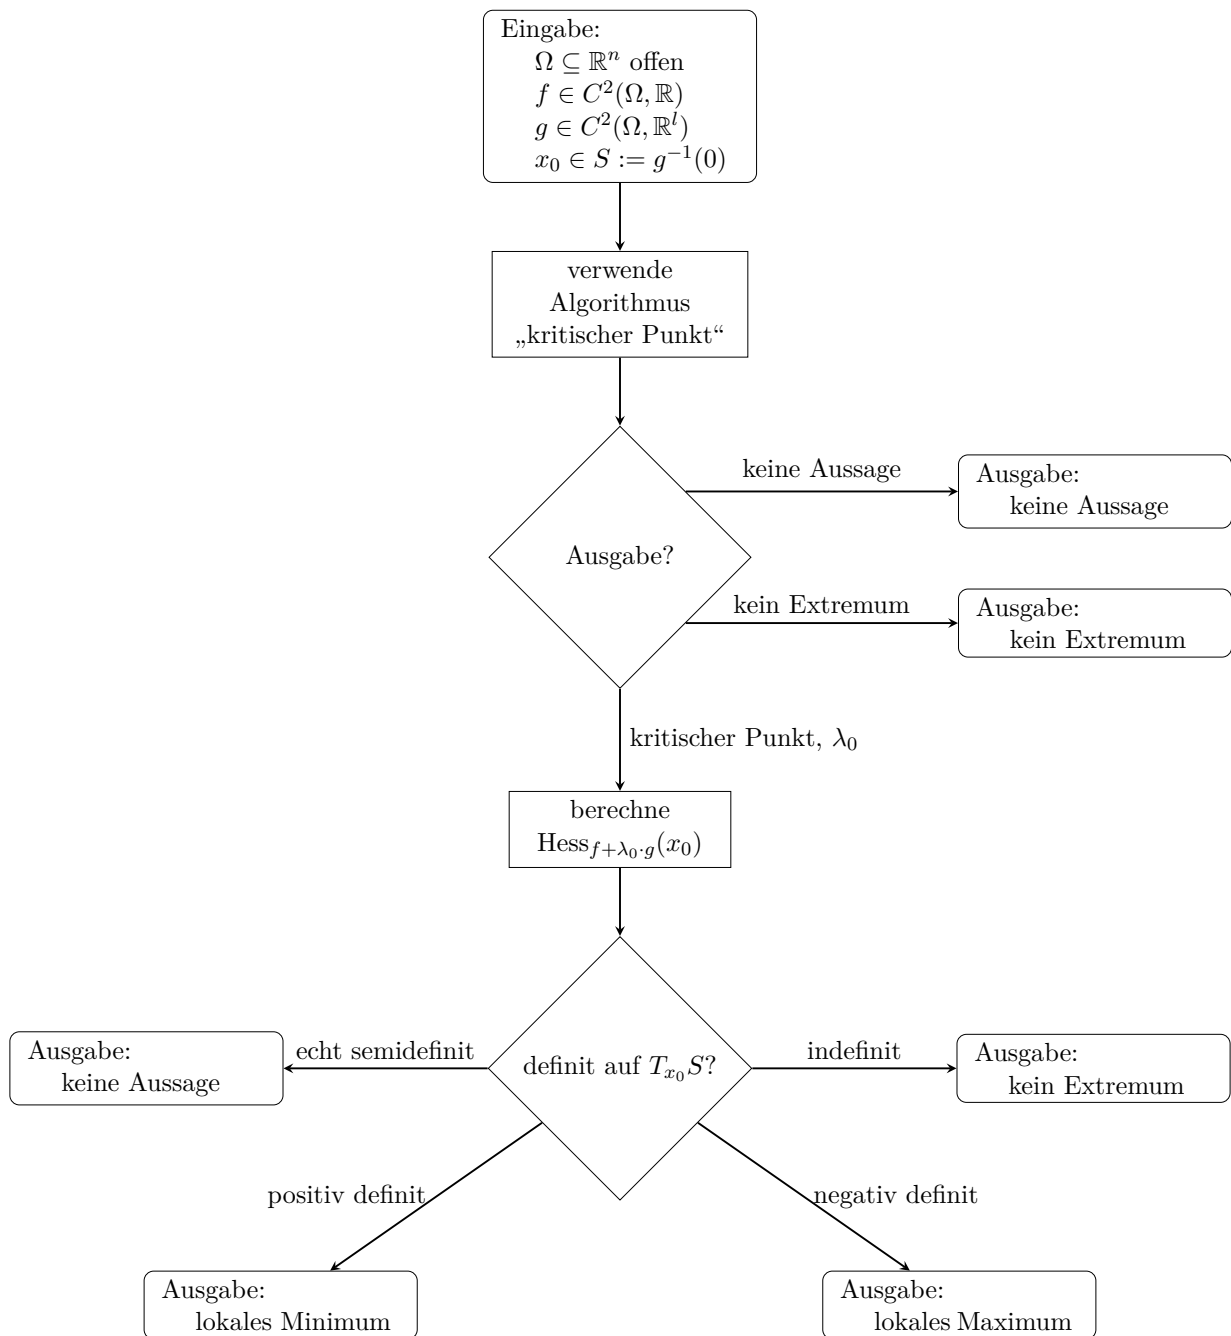 Eingabe:
Ω ⊆ ℝⁿ offen
f ∈ C²(Ω, ℝ)
g ∈ C²(Ω, ℝˡ)
x₀ ∈ S := g⁻¹(0)
verwende
Algorithmus
„kritischer Punkt“
keine Aussage
Ausgabe:
keine Aussage
Ausgabe?
kein Extremum
Ausgabe:
kein Extremum
kritischer Punkt, λ₀
berechne
Hess_{f+λ₀·g}(x₀)
echt semidefinit
Ausgabe:
keine Aussage
definit auf T_{x₀}S?
indefinit
Ausgabe:
kein Extremum
positiv definit
negativ definit
Ausgabe:
lokales Minimum
Ausgabe:
lokales Maximum